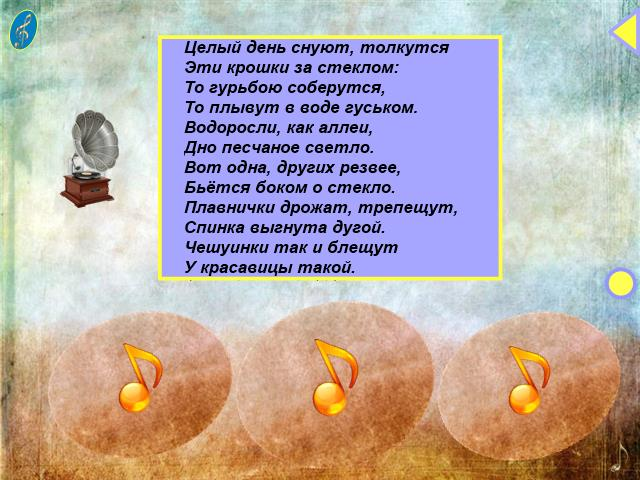 Целый день снуют, толкутся
Эти крошки за стеклом:
То гурьбою соберутся,
То плывут в воде гуськом.
Водоросли, как аллеи,
Дно песчаное светло.
Вот одна, других резвее,
Бьётся боком о стекло.
Плавнички дрожат, трепещут,
Спинка выгнута дугой.
Чешуинки так и блещут
У красавицы такой.